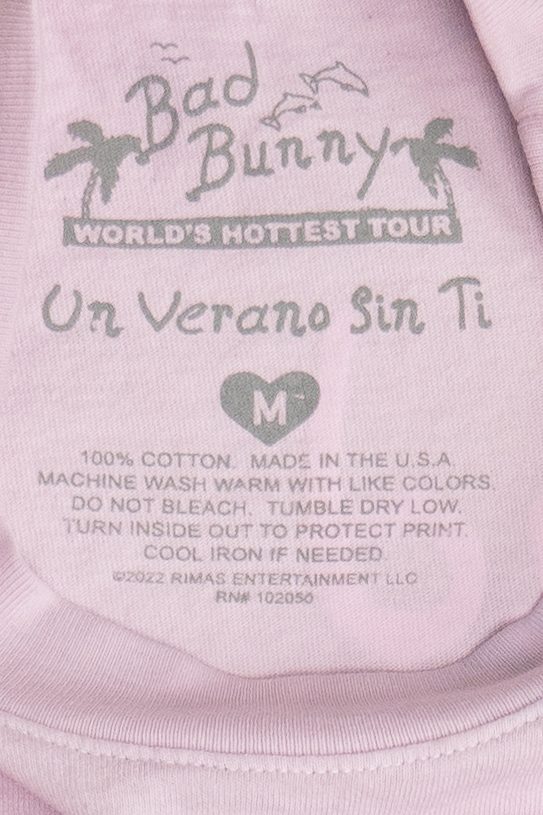 Bad
Bunny
WORLD'S HOTTEST TOUR
Un Verano Sin Ti
M
100% COTTON. MADE IN THE U.S.A.
MACHINE WASH WARM WITH LIKE COLORS.
DO NOT BLEACH. TUMBLE DRY LOW.
TURN INSIDE OUT TO PROTECT PRINT.
COOL IRON IF NEEDED.
©2022 RIMAS ENTERTAINMENT LLC
RN# 102056